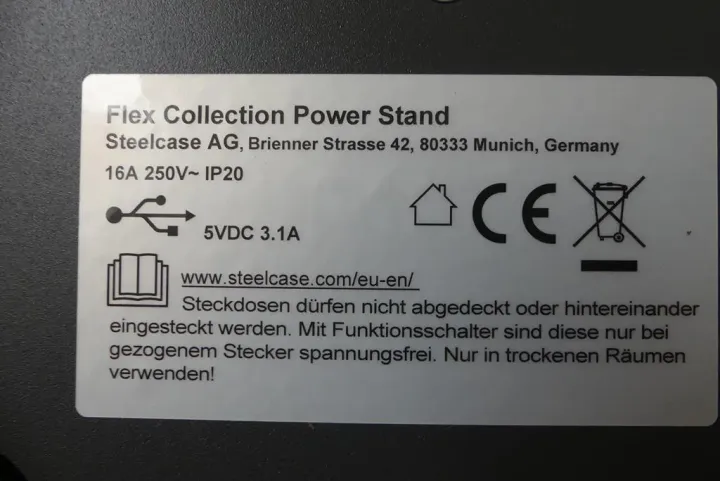 Flex Collection Power Stand
Steelcase AG, Brienner Strasse 42, 80333 Munich, Germany
16A 250V~ IP20
5VDC 3.1A
CE
www.steelcase.com/eu-en/
Steckdosen dürfen nicht abgedeckt oder hintereinander
eingesteckt werden. Mit Funktionsschalter sind diese nur bei
gezogenem Stecker spannungsfrei. Nur in trockenen Räumen
verwenden!